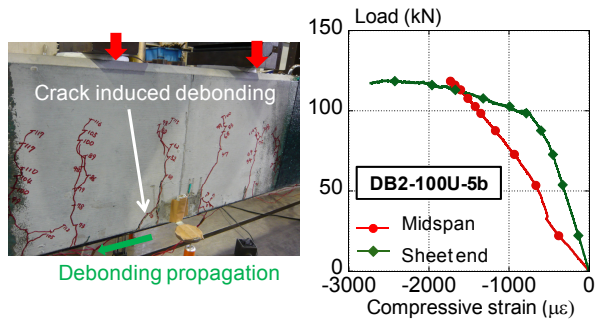 Crack induced debonding
Debonding propagation
Load (kN)
150
100
50
0
DB2-100U-5b
Midspan
Sheet end
-3000
-2000
-1000
0
Compressive strain (με)